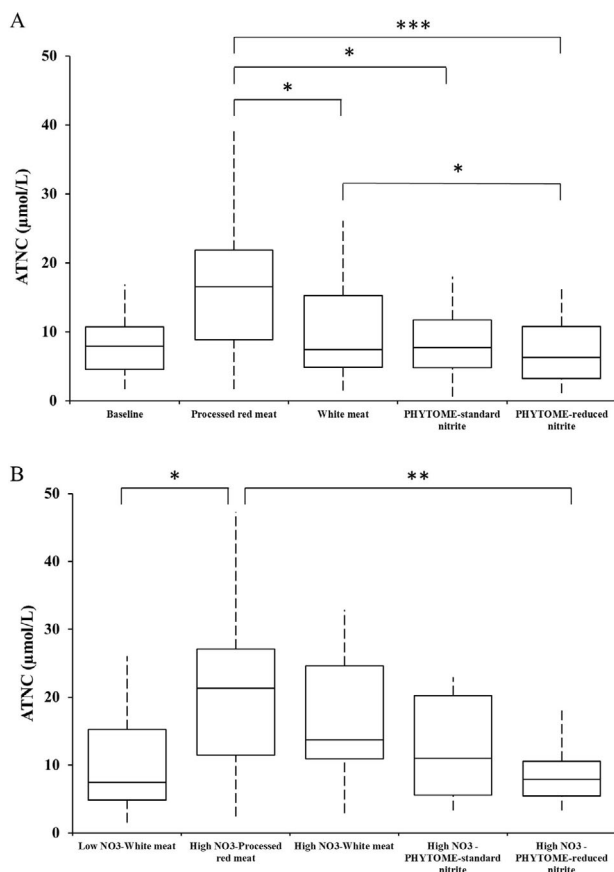 A
***
*
*
*
50
40
30
20
10
0
ATNC (µmol/L)
Baseline
Processed red meat
White meat
PHYTOME-standard
nitrite
PHYTOME-reduced
nitrite
B
*
**
50
40
30
20
10
0
ATNC (µmol/L)
Low NO3-White meat
High NO3-Processed
red meat
High NO3-White meat
High NO3 -
PHYTOME-standard
nitrite
High NO3 -
PHYTOME-reduced
nitrite